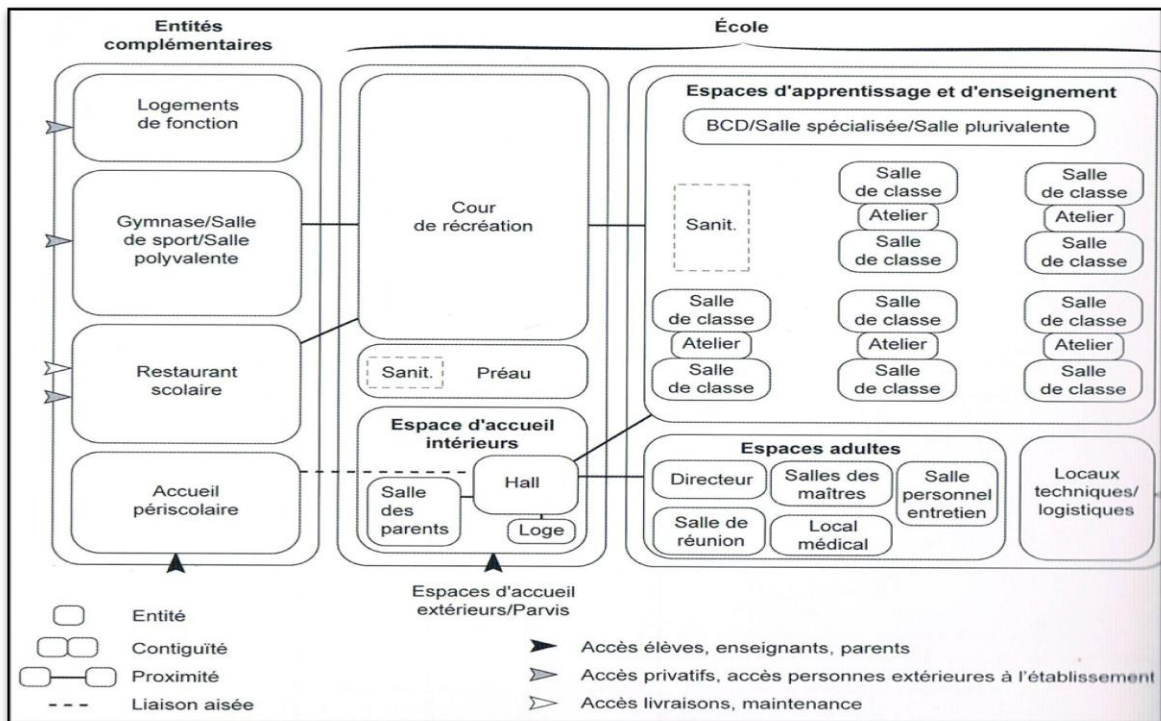 Entités
complémentaires
École
Logements
de fonction
Gymnase/Salle
de sport/Salle
polyvalente
Restaurant
scolaire
Accueil
périscolaire
Cour
de récréation
Sanit.
Préau
Espace d'accueil
intérieurs
Hall
Salle
des
parents
Loge
Espaces d'accueil
extérieurs/Parvis
Espaces d'apprentissage et d'enseignement
BCD/Salle spécialisée/Salle plurivalente
Sanit.
Salle
de classe
Atelier
Salle
de classe
Salle
de classe
Atelier
Salle
de classe
Salle
de classe
Atelier
Salle
de classe
Salle
de classe
Atelier
Salle
de classe
Salle
de classe
Atelier
Salle
de classe
Espaces adultes
Directeur
Salles des
maîtres
Salle
personnel
entretien
Salle de
réunion
Local
médical
Locaux
techniques/
logistiques
Entité
Contiguïté
Proximité
Liaison aisée
Accès élèves, enseignants, parents
Accès privatifs, accès personnes extérieures à l'établissement
Accès livraisons, maintenance